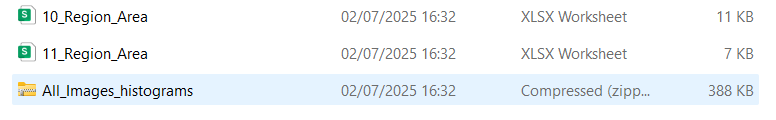 10_Region_Area 02/07/2025 16:32 XLSX Worksheet 11 KB
11_Region_Area 02/07/2025 16:32 XLSX Worksheet 7 KB
All_Images_histograms 02/07/2025 16:32 Compressed (zipp... 388 KB